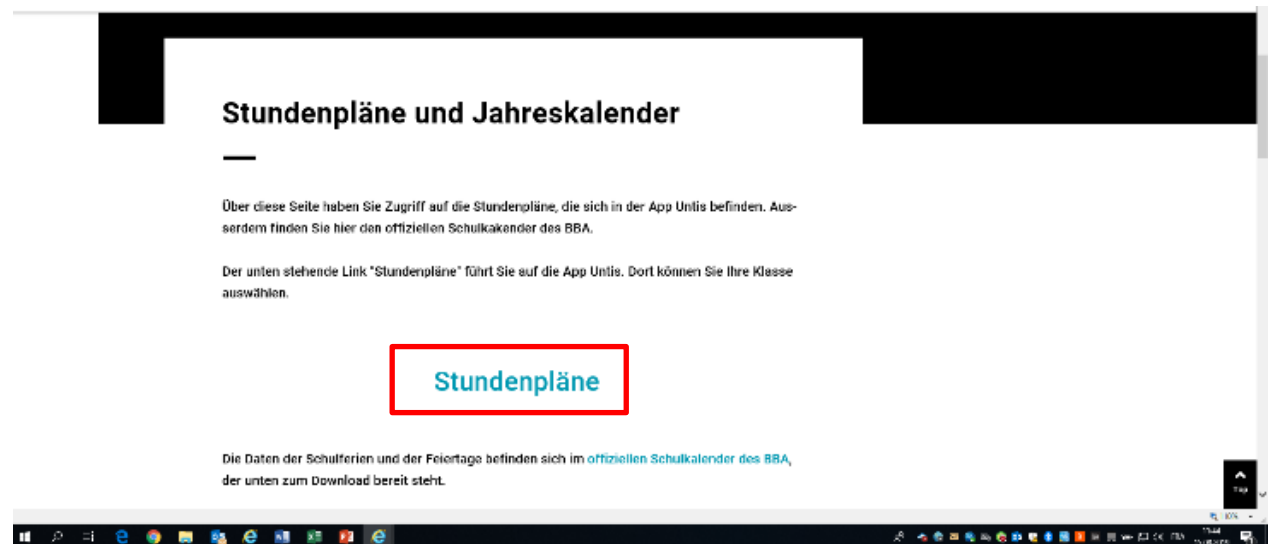 Stundenpläne und Jahreskalender
Über diese Seite haben Sie Zugriff auf die Stundenpläne, die sich in der App Untis befinden. Aus-
serdem finden Sie hier den offiziellen Schulkakender des BBA.
Der unten stehende Link "Stundenpläne" führt Sie auf die App Untis. Dort können Sie Ihre Klasse
auswählen.
Stundenpläne
Die Daten der Schulferien und der Feiertage befinden sich im offiziellen Schulkalender des BBA,
der unten zum Download bereit steht.
Top
FRA